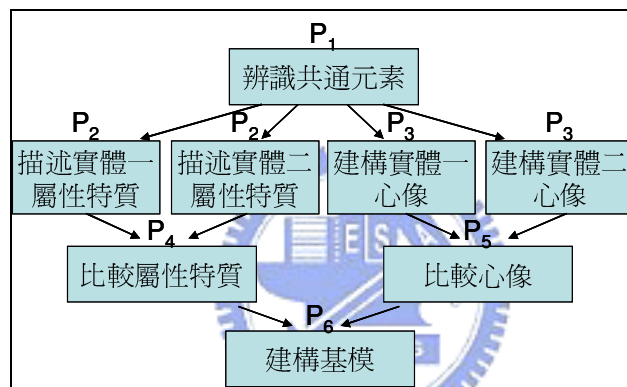 P1
辨識共通元素
P2
P2
P3
P3
描述實體一
屬性特質
描述實體二
屬性特質
建構實體一
心像
建構實體二
心像
P4
P5
比較屬性特質
比較心像
P6
建構基模